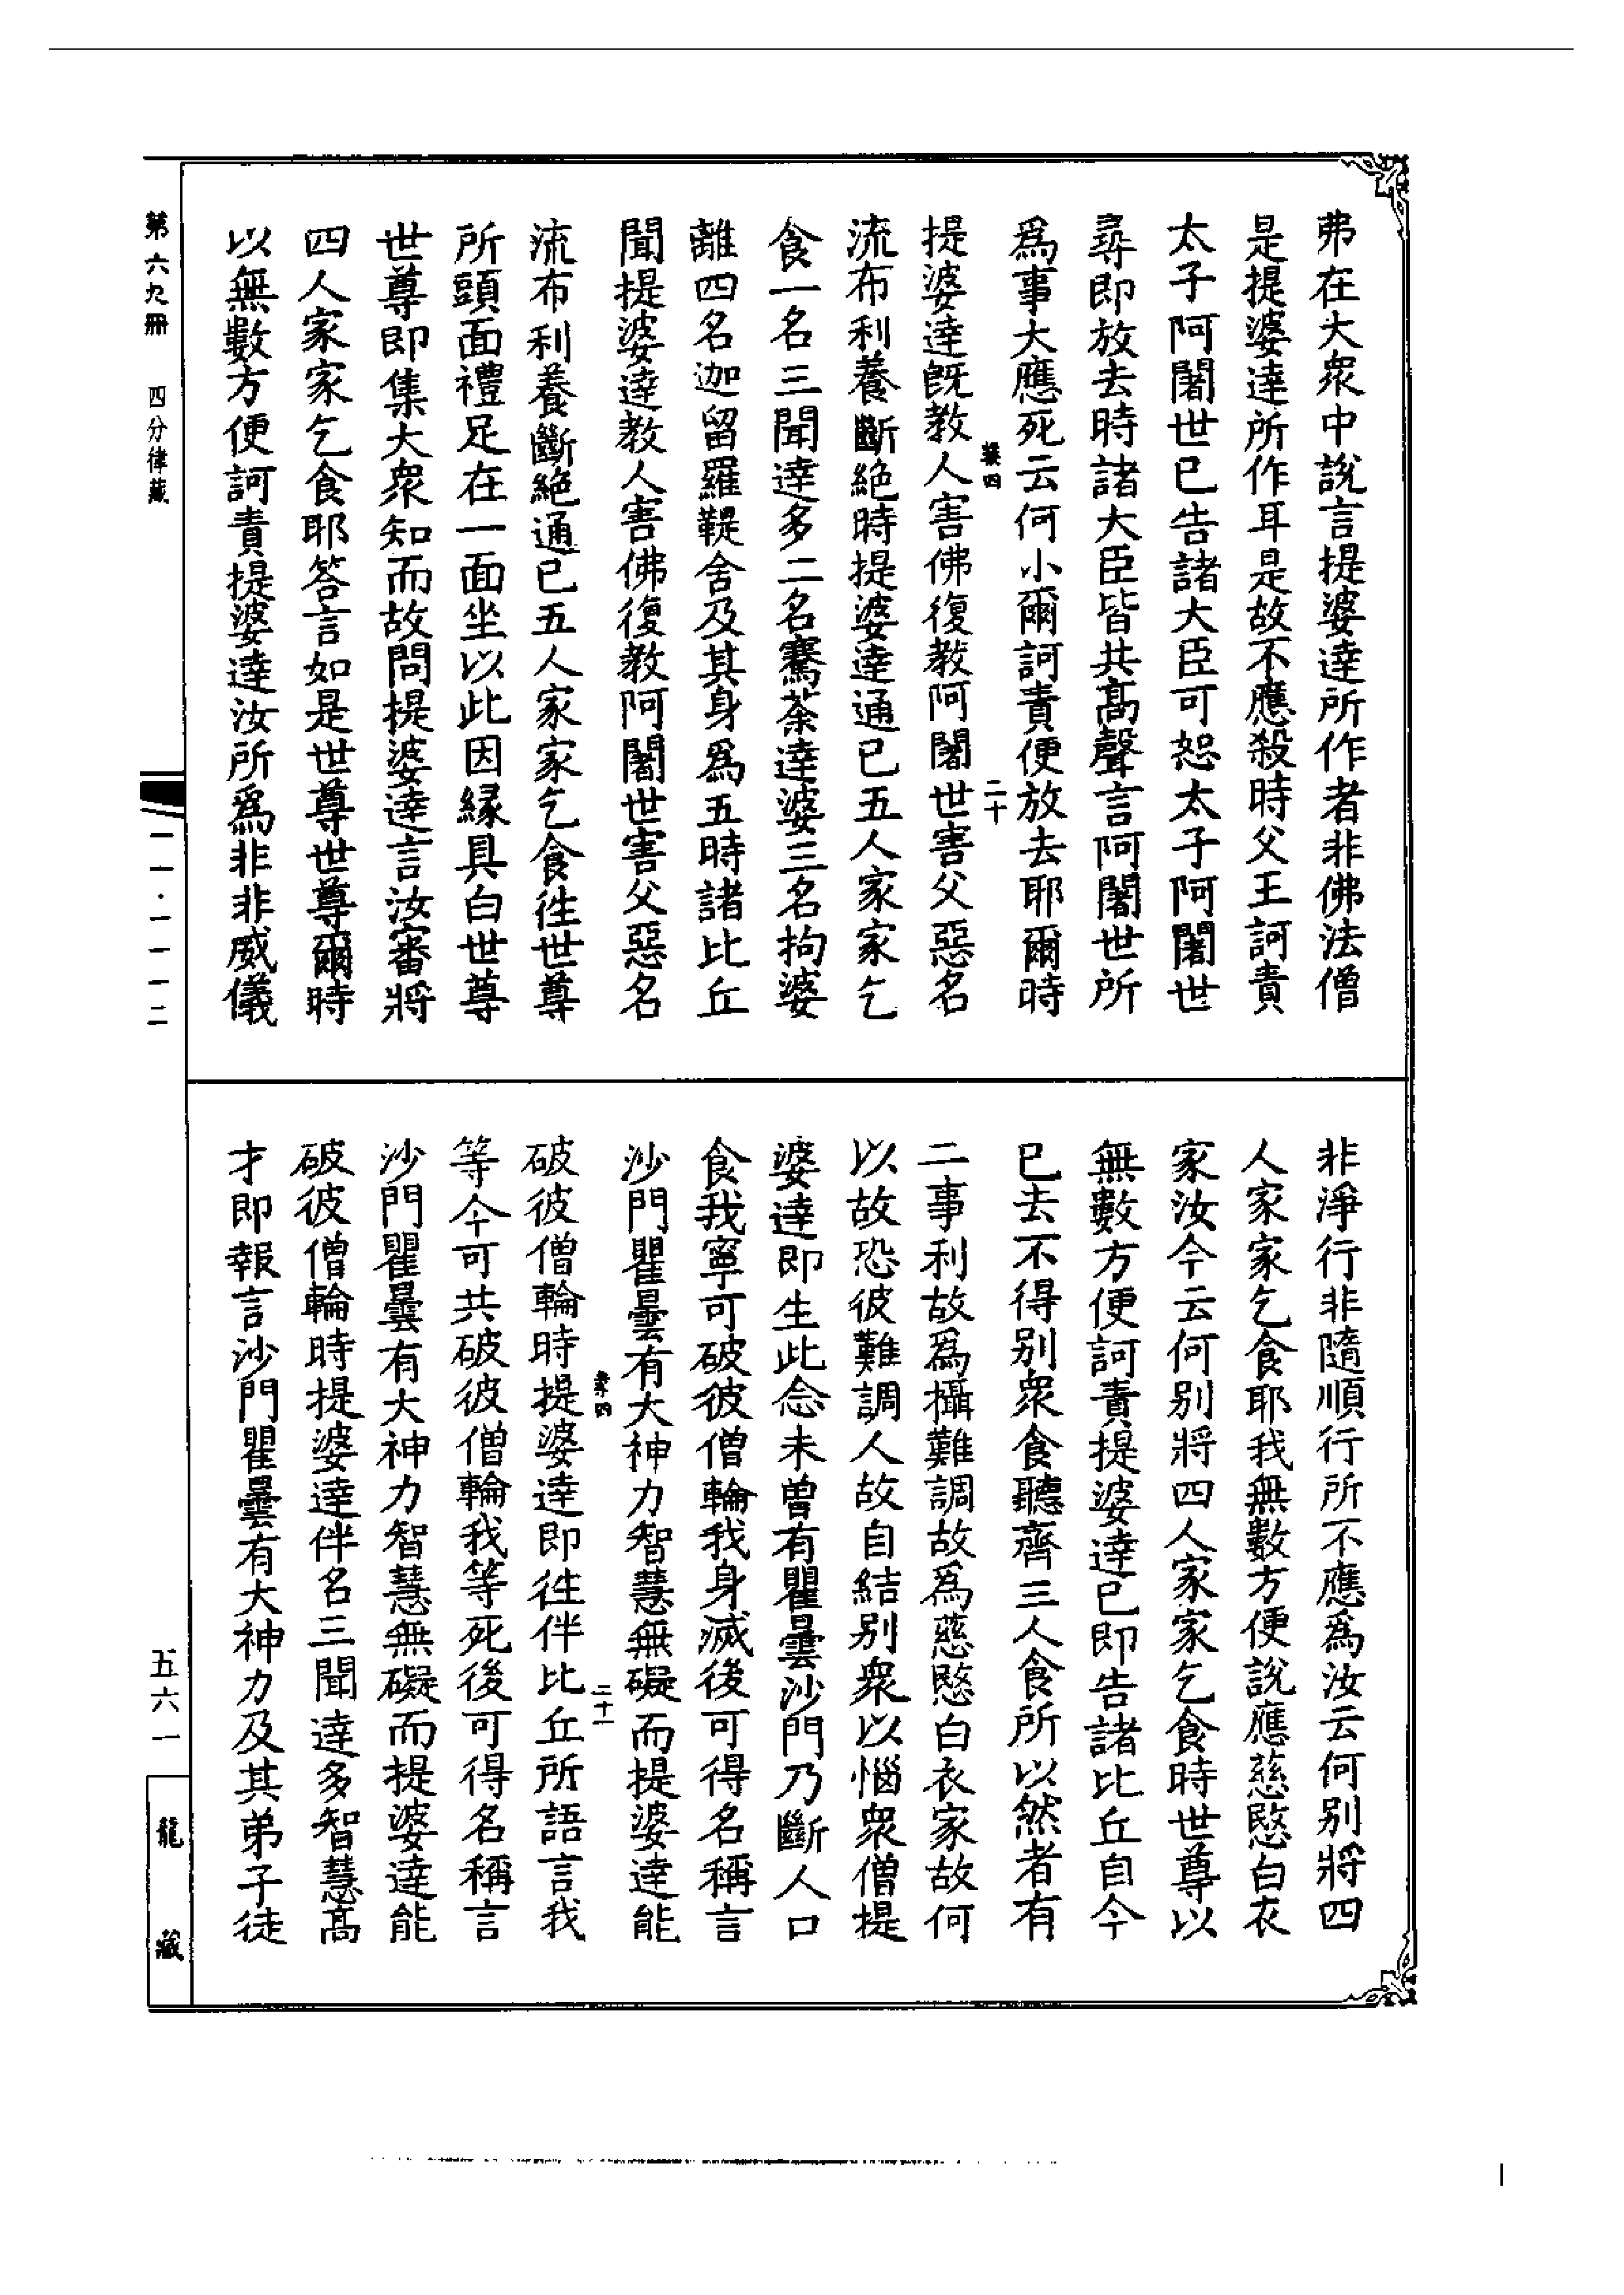 弗在大衆中說言提婆達所作者非佛法僧
是提婆達所作耳是故不應殺時父王訶責
太子阿闍世已告諸大臣可恕太子阿闍世
尋即放去時諸大臣皆共高聲言阿闍世所
爲事大應死云何小爾訶責便放去耶爾時
二十
提婆達旣教人害佛復教阿闍世害父惡名
流布利養斷絕時提婆達通已五人家家乞
食一名三聞達多二名騫荼達婆三名拘婆
離四名迦留羅鞮舍及其身爲五時諸比丘
聞提婆達教人害佛復教阿闍世害父惡名
流布利養斷絕通已五人家家乞食徃世尊
所頭面禮足在一面坐以此因緣具白世尊
世尊即集大衆知而故問提婆達言汝審將
四人家家乞食耶答言如是世尊世尊爾時
以無數方便訶責提婆達汝所爲非非威儀
非淨行非隨順行所不應爲汝云何別將四
人家家乞食耶我無數方便說應慈愍白衣
家汝今云何別將四人家家乞食時世尊以
無數方便訶責提婆達已即告諸比丘自今
已去不得別衆食聽齊三人食所以然者有
二事利故爲攝難調故爲慈愍白衣家故何
以故恐彼難調人故自結別衆以惱衆僧提
婆達即生此念未曾有瞿曇沙門乃斷人口
食我寧可破彼僧輪我身滅後可得名稱言
沙門瞿曇有大神力智慧無礙而提婆達能
二十一
破彼僧輪時提婆達即徃伴比丘所語言我
等今可共破彼僧輪我等死後可得名稱言
沙門瞿曇有大神力智慧無礙而提婆達能
破彼僧輪時提婆達伴名三聞達多智慧高
才即報言沙門瞿曇有大神力及其弟子徒
第六九冊 四分律藏
一一·一一一二
五六一
龍藏